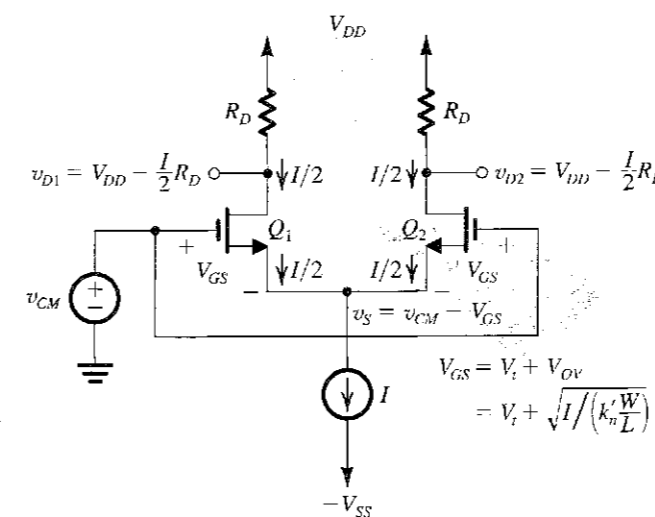 V_DD
R_D
R_D
v_D1 = V_DD − I/2 R_D
I/2
I/2
v_D2 = V_DD − I/2 R
Q_1
Q_2
+
+
V_GS
I/2
I/2
V_GS
−
−
v_CM
+
−
v_S = v_CM − V_GS
V_GS = V_t + V_OV
= V_t + √(I/(k'_n W/L))
I
−V_SS